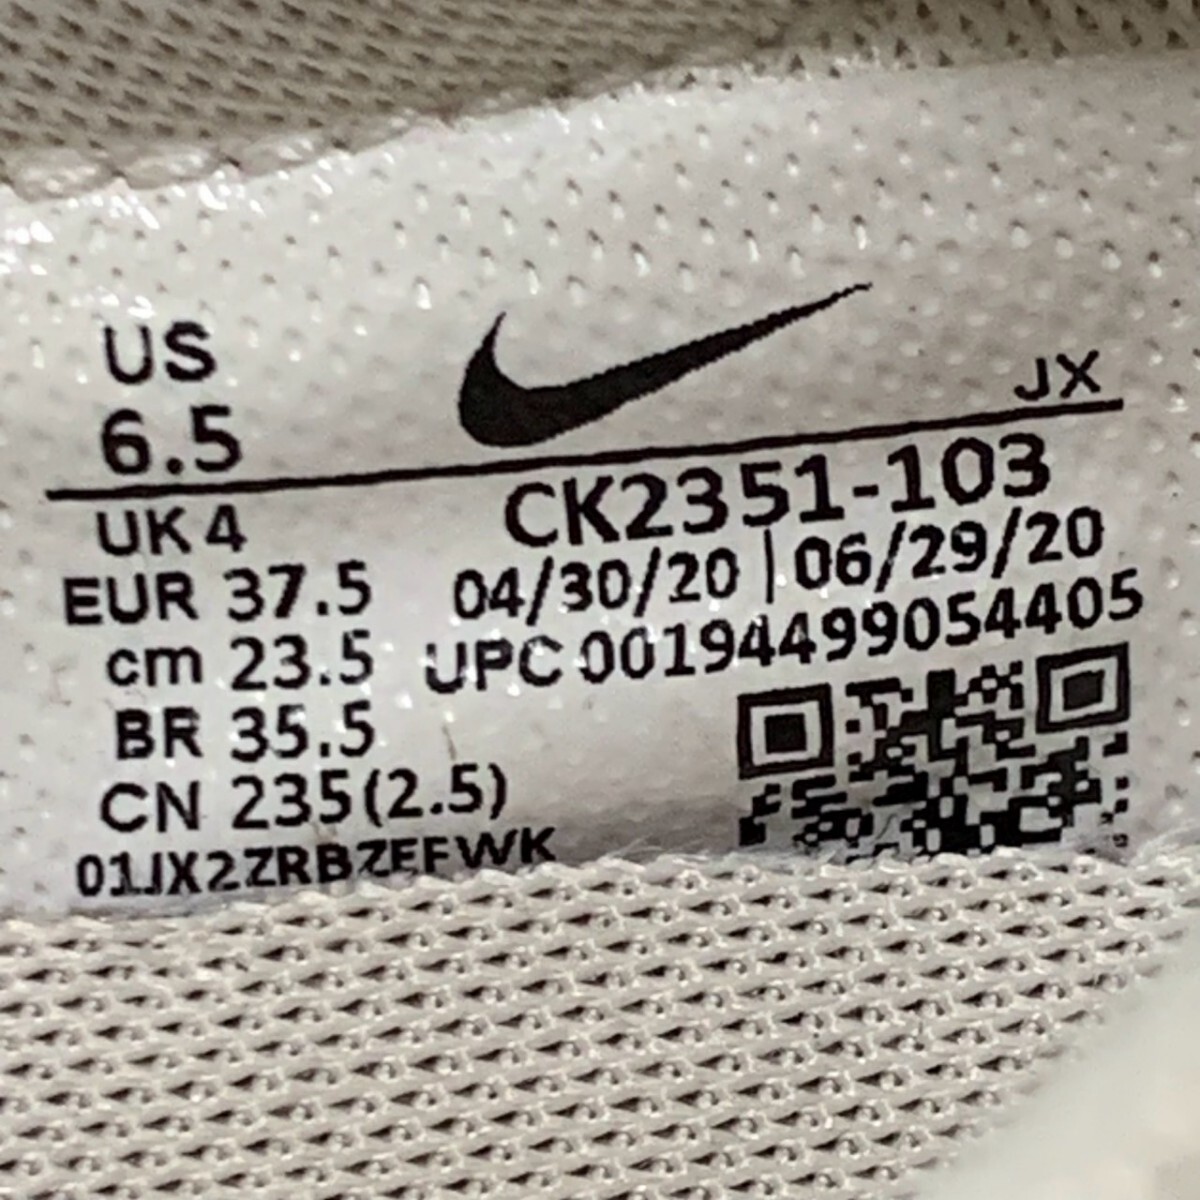 US
6.5
JX
UK 4
CK2351-103
EUR 37.5
04/30/20 | 06/29/20
cm 23.5
UPC 00194499054405
BR 35.5
CN 235(2.5)
01JX2ZRBZEFWK